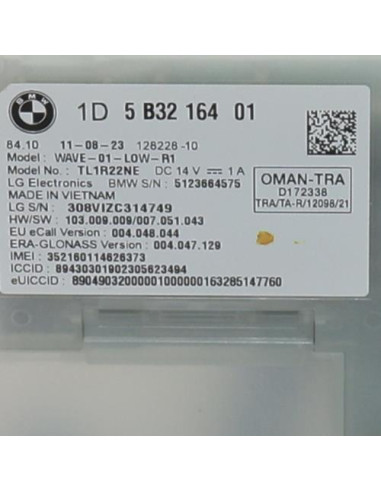 BMW
1D 5 B32 164 01
84.10 11-08-23 128228-10
Model: WAVE-01-LOW-R1
Model No.: TL1R22NE DC 14 V ⎓ 1 A
LG Electronics BMW S/N: 5123664575
MADE IN VIETNAM
LG S/N: 308VIZC314749
HW/SW: 103.009.009/007.051.043
EU eCall Version: 004.048.044
ERA-GLONASS Version: 004.047.129
IMEI: 352160114626373
ICCID: 89430301902305623494
eUICCID: 89049032000001000000163285147760
OMAN-TRA
D172338
TRA/TA-R/12098/21